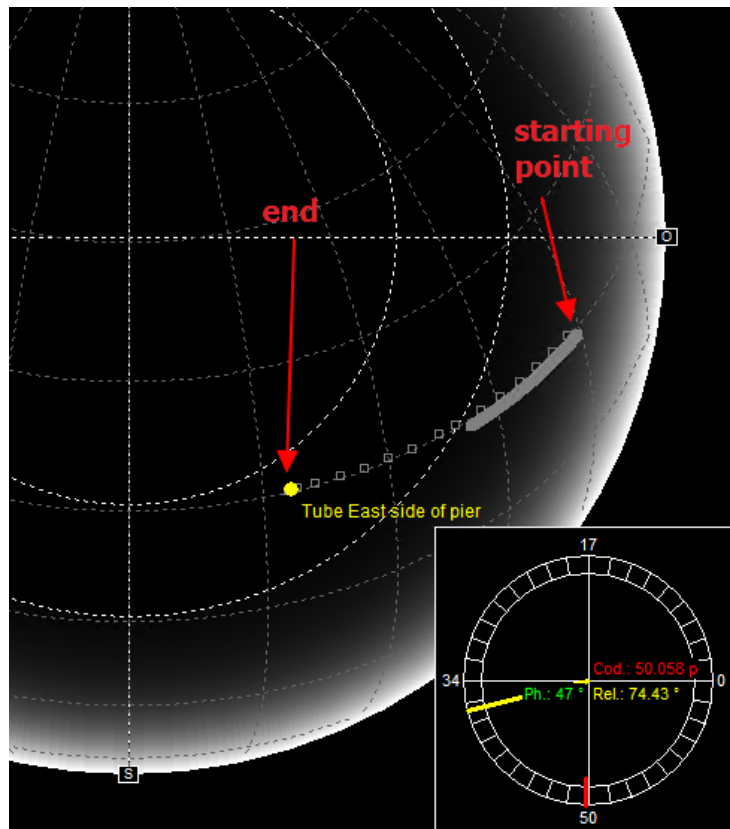 starting
point
end
O
Tube East side of pier
17
Cod.: 50.058 p
34
Ph.: 47 °
Rel.: 74.43 °
0
S
50